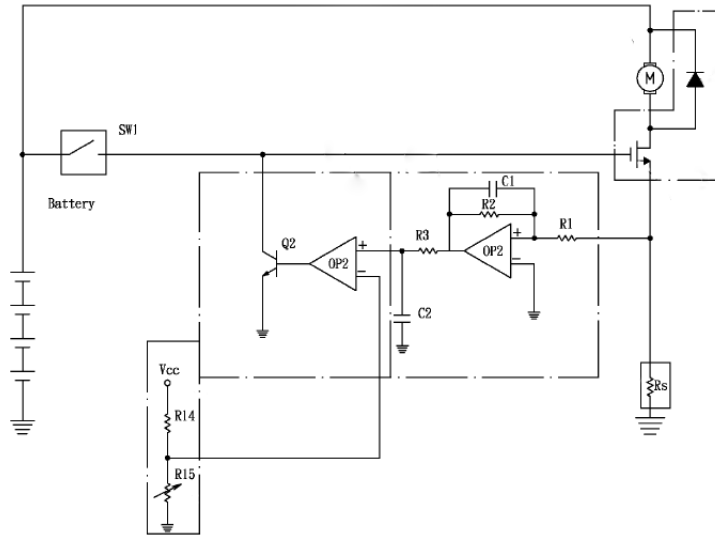 M
SW1
Battery
C1
R2
R1
Q2
R3
+
OP2
−
+
OP2
−
C2
Vcc
R14
R15
Rs